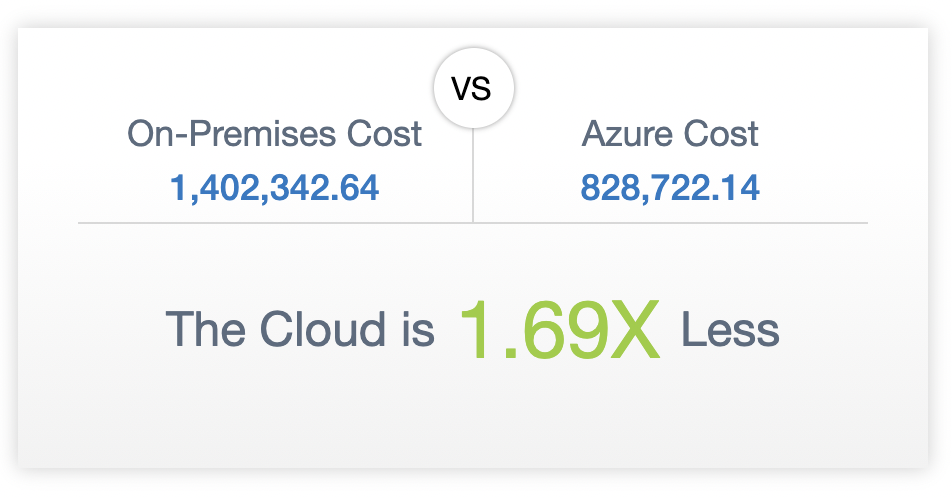 VS
On-Premises Cost
1,402,342.64
Azure Cost
828,722.14
The Cloud is 1.69X Less